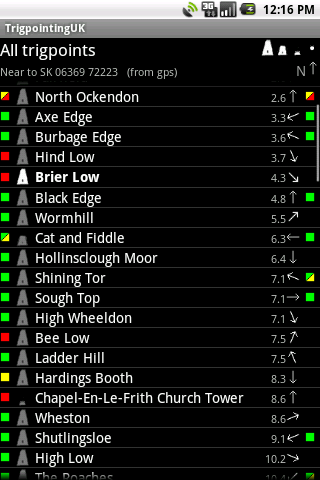 3G
12:16 PM
TrigpointingUK
All trigpoints
Near to SK 06369 72223 (from gps) N
North Ockendon 2.6
Axe Edge 3.3
Burbage Edge 3.6
Hind Low 3.7
Brier Low 4.3
Black Edge 4.8
Wormhill 5.5
Cat and Fiddle 6.3
Hollinsclough Moor 6.4
Shining Tor 7.1
Sough Top 7.1
High Wheeldon 7.1
Bee Low 7.5
Ladder Hill 7.5
Hardings Booth 8.3
Chapel-En-Le-Frith Church Tower 8.6
Wheston 8.6
Shutlingsloe 9.1
High Low 10.2
The Roaches 10.4